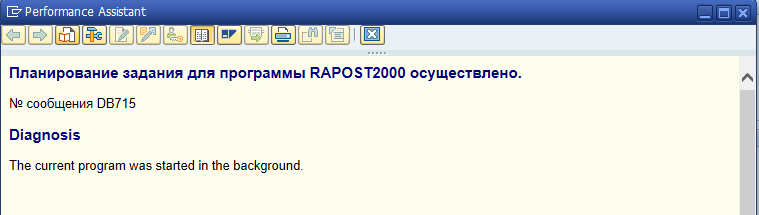 Performance Assistant
Планирование задания для программы RAPOST2000 осуществлено.
№ сообщения DB715
Diagnosis
The current program was started in the background.